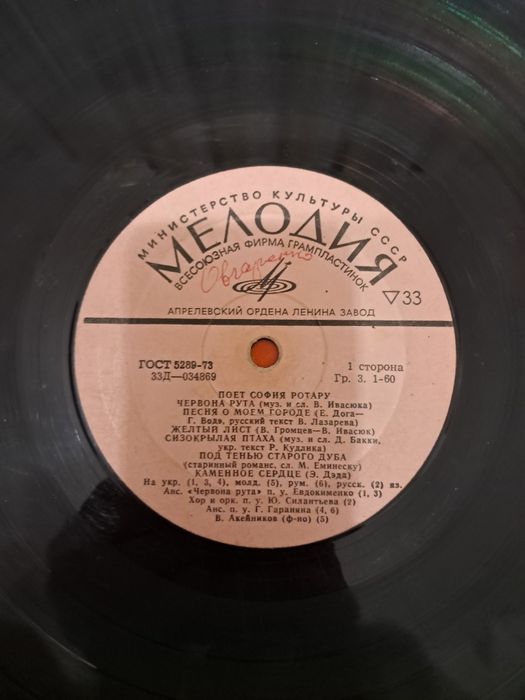 МИНИСТЕРСТВО КУЛЬТУРЫ СССР
МЕЛОДИЯ
ВСЕСОЮЗНАЯ ФИРМА ГРАМПЛАСТИНОК
Овчаренко
▽33
АПРЕЛЕВСКИЙ ОРДЕНА ЛЕНИНА ЗАВОД
ГОСТ 5289-73
1 сторона
33Д—034869
Гр. 3. 1-60
ПОЕТ СОФИЯ РОТАРУ
ЧЕРВОНА РУТА (муз. и сл. В. Ивасюка)
ПЕСНЯ О МОЕМ ГОРОДЕ (Е. Дога—
Г. Водэ, русский текст В. Лазарева)
ЖЕЛТЫЙ ЛИСТ (В. Громцев—В. Ивасюк)
СИЗОКРЫЛАЯ ПТАХА (муз. и сл. Д. Бакки,
укр. текст Р. Кудлика)
ПОД ТЕНЬЮ СТАРОГО ДУБА
(старинный романс, сл. М. Еминеску)
КАМЕННОЕ СЕРДЦЕ (Э. Дэда)
На укр. (1, 3, 4), молд. (5), рум. (6), русск. (2) яз.
Анс. «Червона рута» п. у. Евдокименко (1, 3)
Хор и орк. п. у. Ю. Силантьева (2)
Анс. п. у. Г. Гараняна (4, 6)
В. Акейников (ф-но) (5)